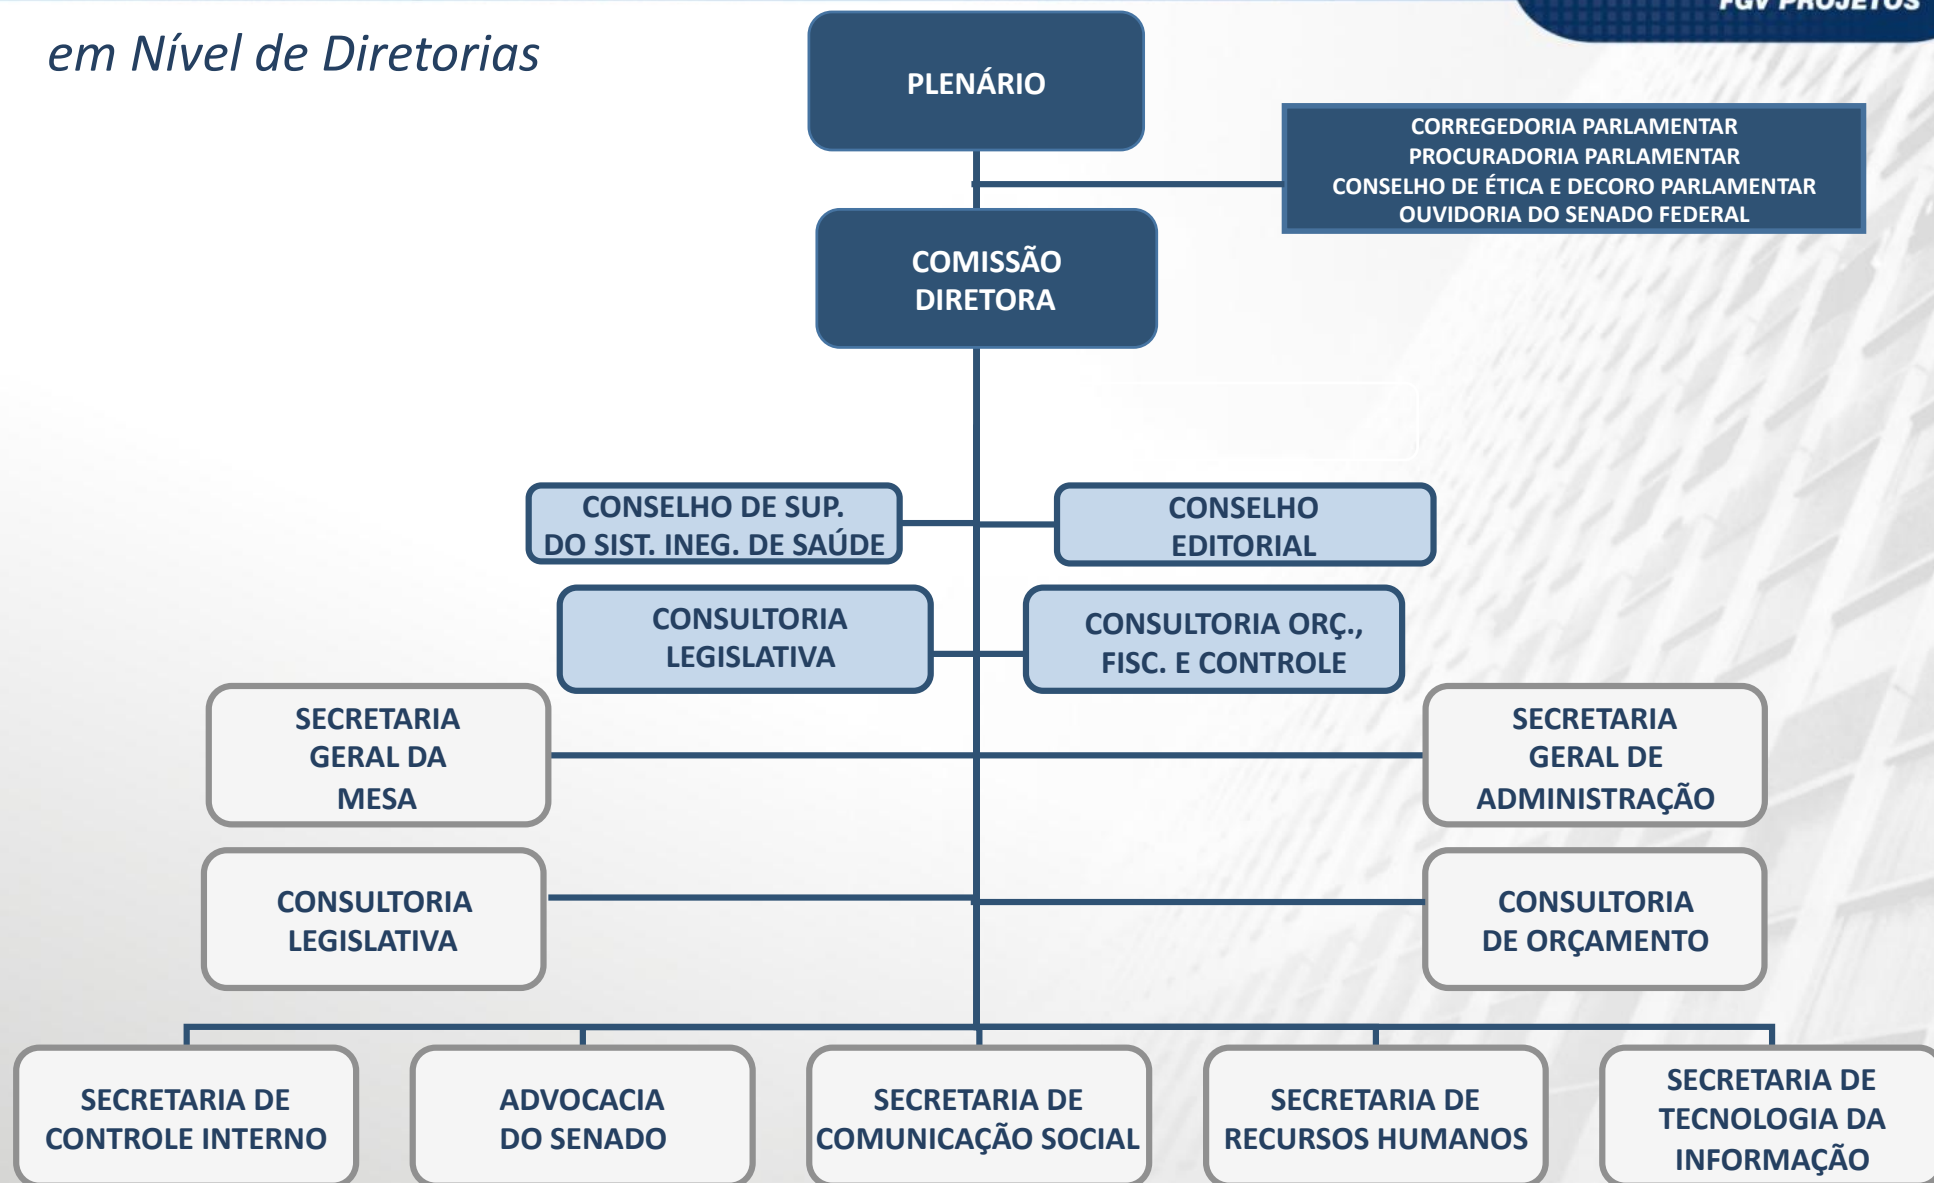 FGV PROJETOS
em Nível de Diretorias
PLENÁRIO
CORREGEDORIA PARLAMENTAR
PROCURADORIA PARLAMENTAR
CONSELHO DE ÉTICA E DECORO PARLAMENTAR
OUVIDORIA DO SENADO FEDERAL
COMISSÃO
DIRETORA
CONSELHO DE SUP.
DO SIST. INEG. DE SAÚDE
CONSELHO
EDITORIAL
CONSULTORIA
LEGISLATIVA
CONSULTORIA ORÇ.,
FISC. E CONTROLE
SECRETARIA
GERAL DA
MESA
SECRETARIA
GERAL DE
ADMINISTRAÇÃO
CONSULTORIA
LEGISLATIVA
CONSULTORIA
DE ORÇAMENTO
SECRETARIA DE
CONTROLE INTERNO
ADVOCACIA
DO SENADO
SECRETARIA DE
COMUNICAÇÃO SOCIAL
SECRETARIA DE
RECURSOS HUMANOS
SECRETARIA DE
TECNOLOGIA DA
INFORMAÇÃO